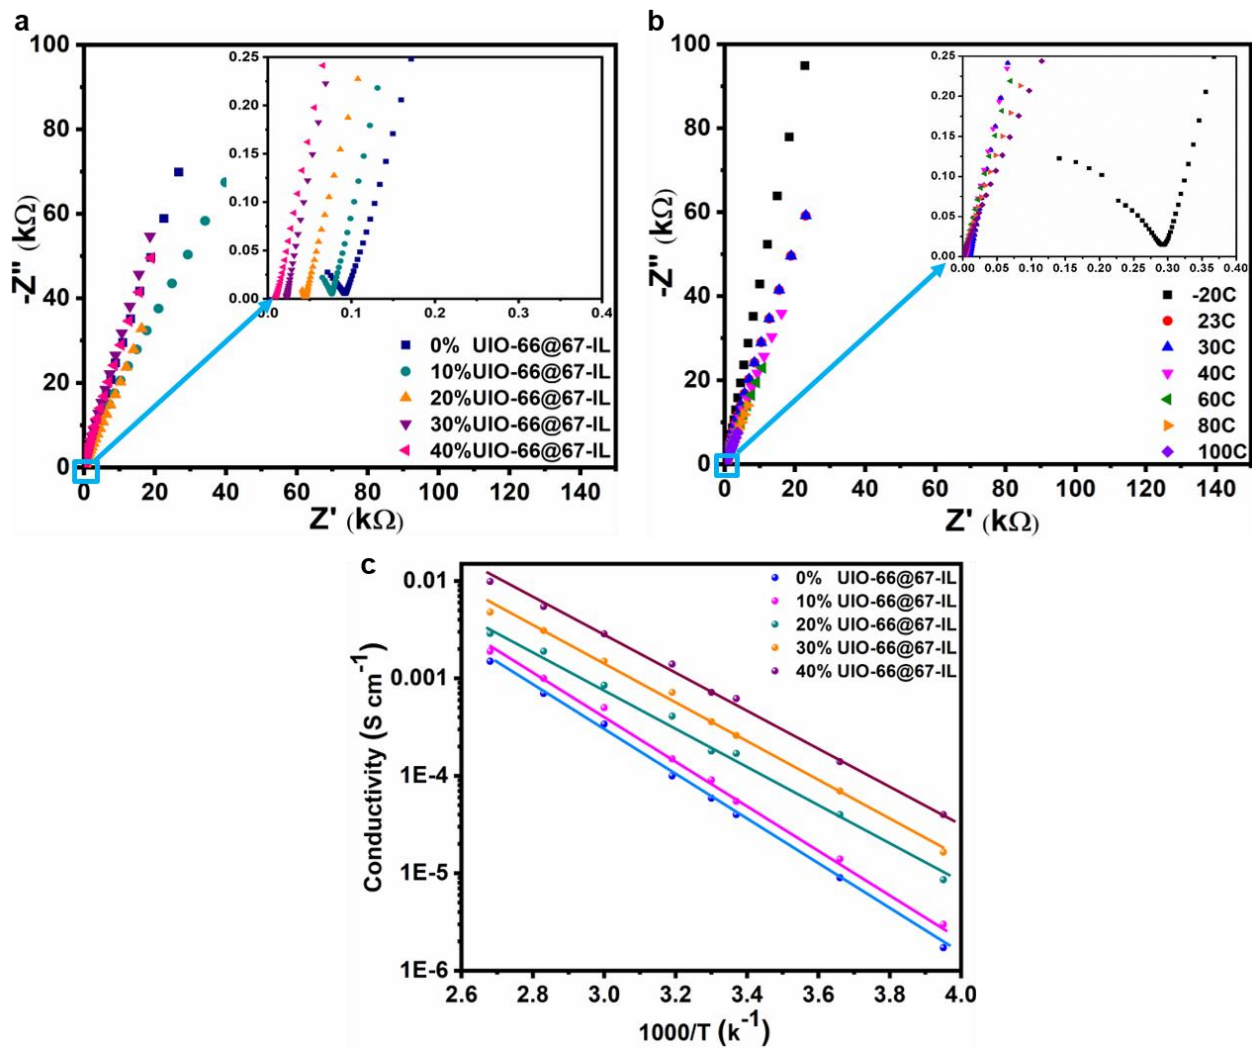 a
100
80
60
40
20
0
-Z" (kΩ)
0 20 40 60 80 100 120 140
Z' (kΩ)
0.25
0.20
0.15
0.10
0.05
0.00
0.0 0.1 0.2 0.3 0.4
0% UIO-66@67-IL
10%UIO-66@67-IL
20%UIO-66@67-IL
30%UIO-66@67-IL
40%UIO-66@67-IL
b
100
80
60
40
20
0
-Z" (kΩ)
0 20 40 60 80 100 120 140
Z' (kΩ)
0.25
0.20
0.15
0.10
0.05
0.00
0.00 0.05 0.10 0.15 0.20 0.25 0.30 0.35 0.40
-20C
23C
30C
40C
60C
80C
100C
c
0.01
0.001
1E-4
1E-5
1E-6
Conductivity (S cm-1)
2.6 3.0 3.4 3.8 4.0
1000/T (k-1)
0% UIO-66@67-IL
10% UIO-66@67-IL
20% UIO-66@67-IL
30% UIO-66@67-IL
40% UIO-66@67-IL